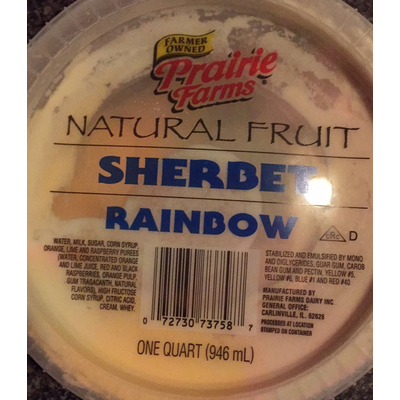 FARMER
OWNED
Prairie
Farms
NATURAL FRUIT
SHERBET
RAINBOW
cRc D
WATER, MILK, SUGAR, CORN SYRUP,
ORANGE, LIME AND RASPBERRY PUREES
(WATER, CONCENTRATED ORANGE
AND LIME JUICE, RED AND BLACK
RASPBERRIES, ORANGE PULP,
GUM TRAGACANTH, NATURAL
FLAVORS), HIGH FRUCTOSE
CORN SYRUP, CITRIC ACID,
CREAM, WHEY.
STABILIZED AND EMULSIFIED BY MONO
AND DIGLYCERIDES, GUAR GUM, CAROB
BEAN GUM AND PECTIN, YELLOW #5,
YELLOW #6, BLUE #1 AND RED #40
MANUFACTURED BY
PRAIRIE FARMS DAIRY INC.
GENERAL OFFICE:
CARLINVILLE, IL 62626
PROCESSED AT LOCATION
STAMPED ON CONTAINER
0 72730 73758 7
ONE QUART (946 mL)